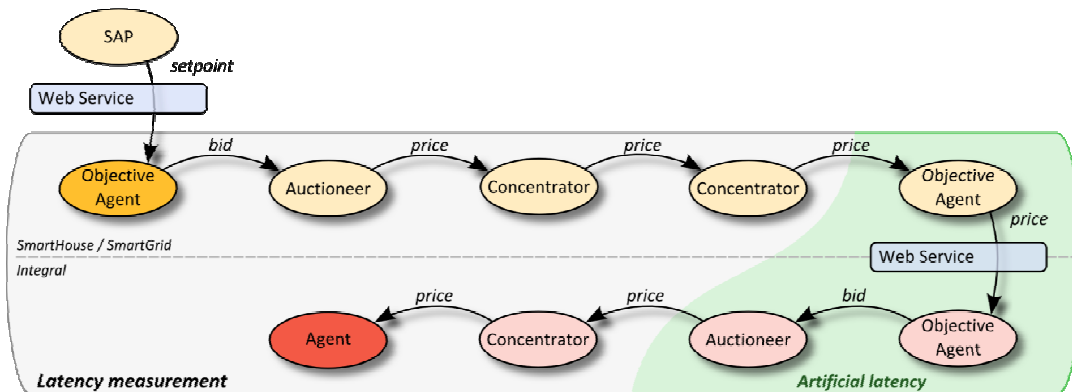 SAP
setpoint
Web Service
bid
price
price
price
Objective
Agent
Auctioneer
Concentrator
Concentrator
Objective
Agent
price
SmartHouse / SmartGrid
Web Service
Integral
price
price
bid
Agent
Concentrator
Auctioneer
Objective
Agent
Latency measurement
Artificial latency